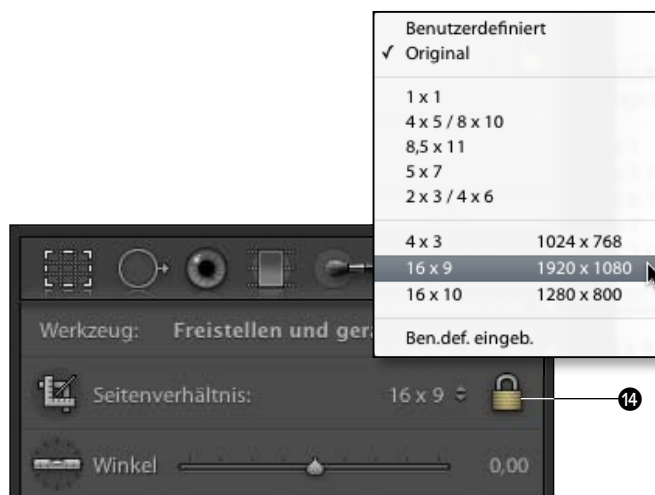 Benutzerdefiniert
✓ Original
1 x 1
4 x 5 / 8 x 10
8,5 x 11
5 x 7
2 x 3 / 4 x 6
4 x 3 1024 x 768
16 x 9 1920 x 1080
16 x 10 1280 x 800
Ben.def. eingeb.
Werkzeug: Freistellen und ger
Seitenverhältnis: 16 x 9
14
Winkel 0,00